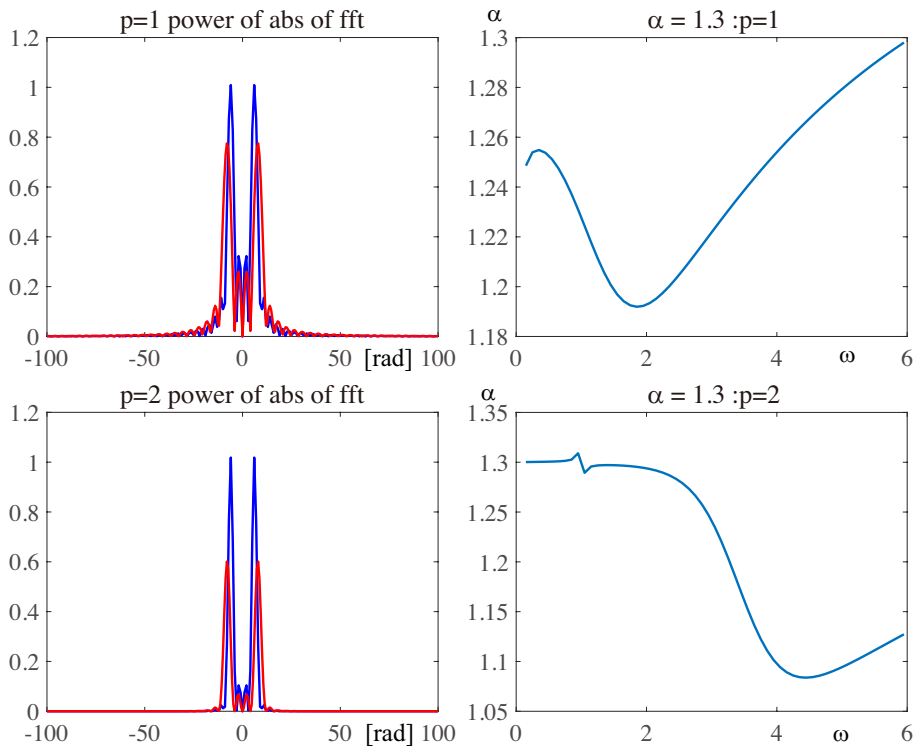 p=1 power of abs of fft
1.2
1
0.8
0.6
0.4
0.2
0
-100 -50 0 50 100
[rad]
α
α = 1.3 :p=1
1.3
1.28
1.26
1.24
1.22
1.2
1.18
0 2 4 6
ω
p=2 power of abs of fft
1.2
1
0.8
0.6
0.4
0.2
0
-100 -50 0 50 100
[rad]
α
α = 1.3 :p=2
1.35
1.3
1.25
1.2
1.15
1.1
1.05
0 2 4 6
ω